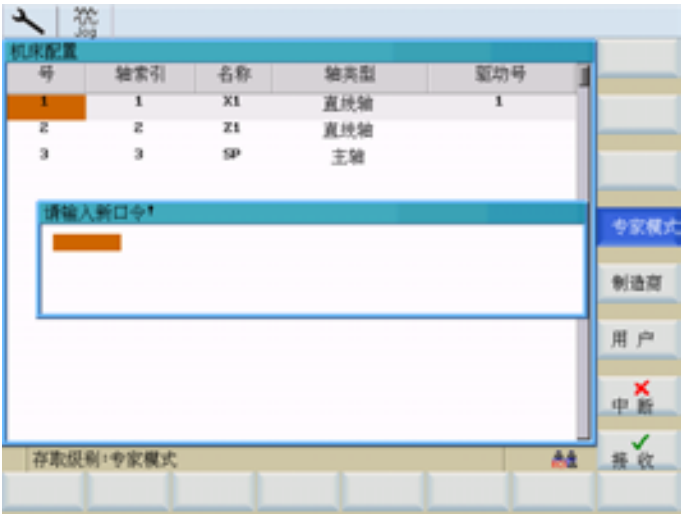 Jog
机床配置
号 轴索引 名称 轴类型 驱动号
1 1 X1 直线轴 1
2 2 Z1 直线轴
3 3 SP 主轴
请输入新口令!
专家模式
制造商
用户
中断
存取级别:专家模式
接收